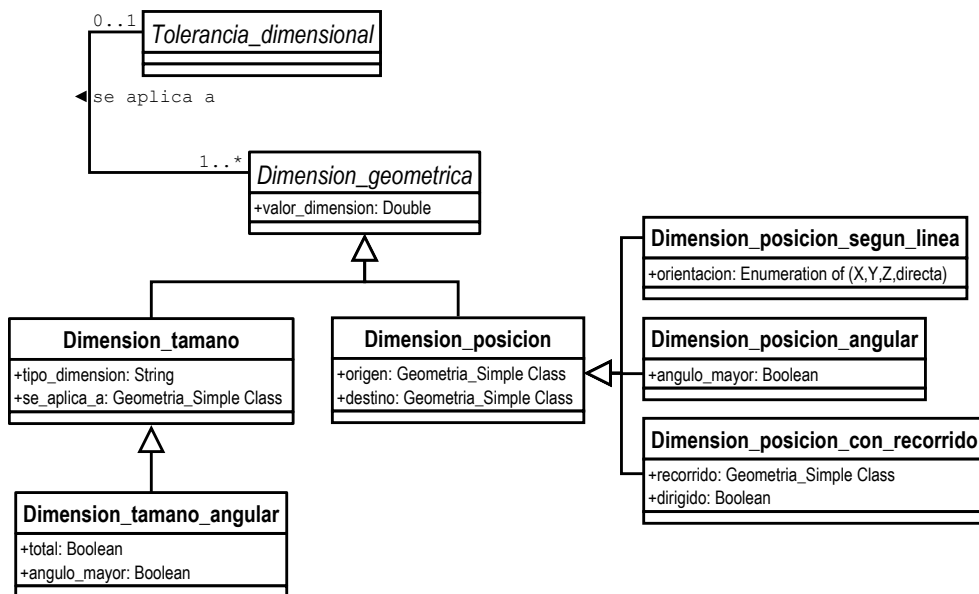 0..1
Tolerancia_dimensional
se aplica a
1..*
Dimension_geometrica
+valor_dimension: Double
Dimension_posicion_segun_linea
+orientacion: Enumeration of (X,Y,Z,directa)
Dimension_tamano
+tipo_dimension: String
+se_aplica_a: Geometria_Simple Class
Dimension_posicion
+origen: Geometria_Simple Class
+destino: Geometria_Simple Class
Dimension_posicion_angular
+angulo_mayor: Boolean
Dimension_posicion_con_recorrido
+recorrido: Geometria_Simple Class
+dirigido: Boolean
Dimension_tamano_angular
+total: Boolean
+angulo_mayor: Boolean